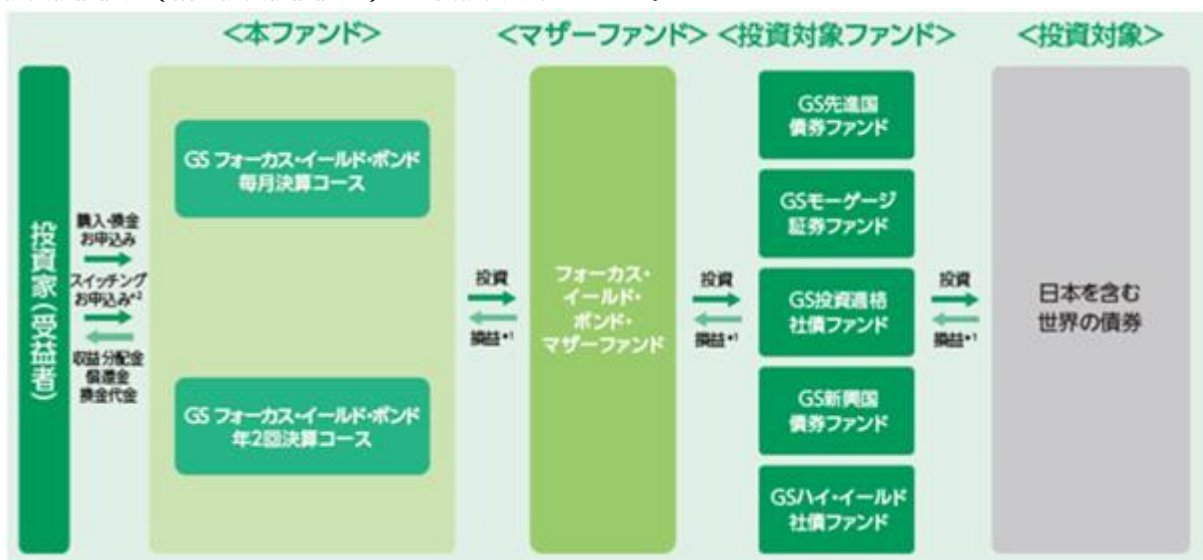 <本ファンド>
<マザーファンド>
<投資対象ファンド>
<投資対象>
投資家(受益者)
購入・換金
お申込み
スイッチング
お申込み*2
収益分配金
償還金
換金代金
GS フォーカス・イールド・ボンド
毎月決算コース
GS フォーカス・イールド・ボンド
年2回決算コース
投資
損益*1
フォーカス・
イールド・
ボンド・
マザーファンド
投資
損益*1
GS先進国
債券ファンド
GSモーゲージ
証券ファンド
GS投資適格
社債ファンド
GS新興国
債券ファンド
GSハイ・イールド
社債ファンド
投資
損益*1
日本を含む
世界の債券